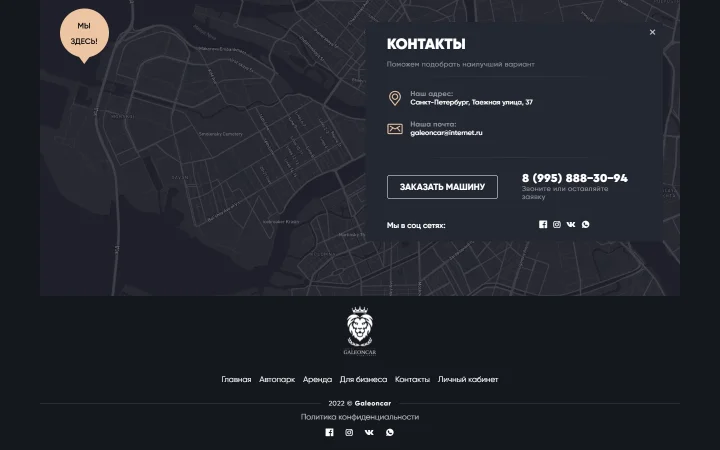 МЫ
ЗДЕСЬ!
КОНТАКТЫ
Поможем подобрать наилучший вариант
Наш адрес:
Санкт-Петербург, Таежная улица, 37
Наша почта:
galeoncar@internet.ru
ЗАКАЗАТЬ МАШИНУ
8 (995) 888-30-94
Звоните или оставляйте
заявку
Мы в соц сетях:
Smolensky Cemetery
GALEONCAR
Главная Автопарк Аренда Для бизнеса Контакты Личный кабинет
2022 © Galeoncar
Политика конфиденциальности